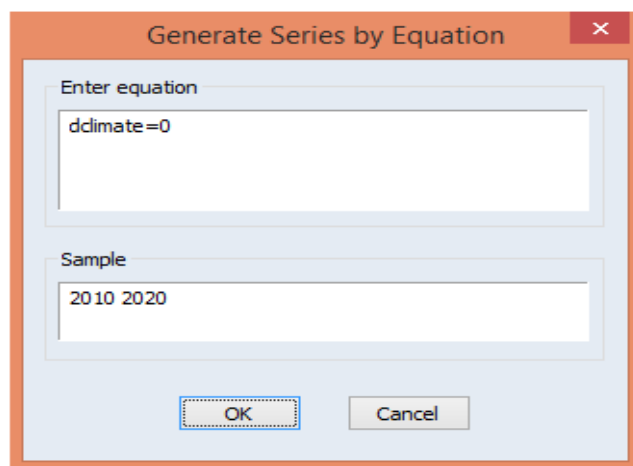 Generate Series by Equation
Enter equation
dclimate=0
Sample
2010 2020
OK
Cancel